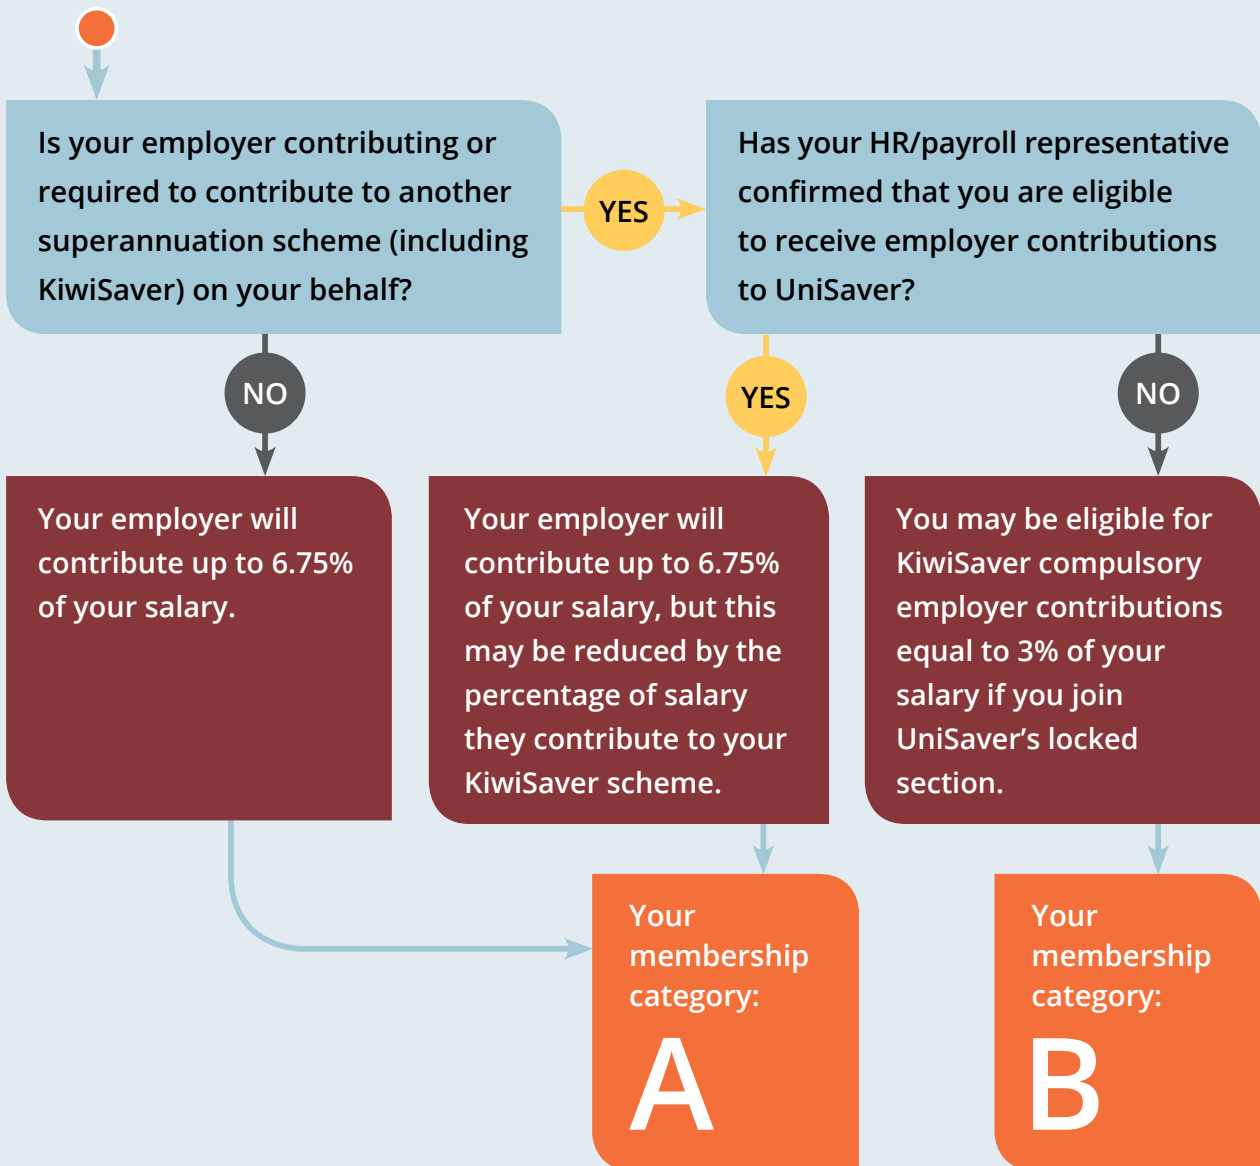 Is your employer contributing or
required to contribute to another
superannuation scheme (including
KiwiSaver) on your behalf?
YES
Has your HR/payroll representative
confirmed that you are eligible
to receive employer contributions
to UniSaver?
NO
YES
NO
Your employer will
contribute up to 6.75%
of your salary.
Your employer will
contribute up to 6.75%
of your salary, but this
may be reduced by the
percentage of salary
they contribute to your
KiwiSaver scheme.
You may be eligible for
KiwiSaver compulsory
employer contributions
equal to 3% of your
salary if you join
UniSaver’s locked
section.
Your
membership
category:
A
Your
membership
category:
B